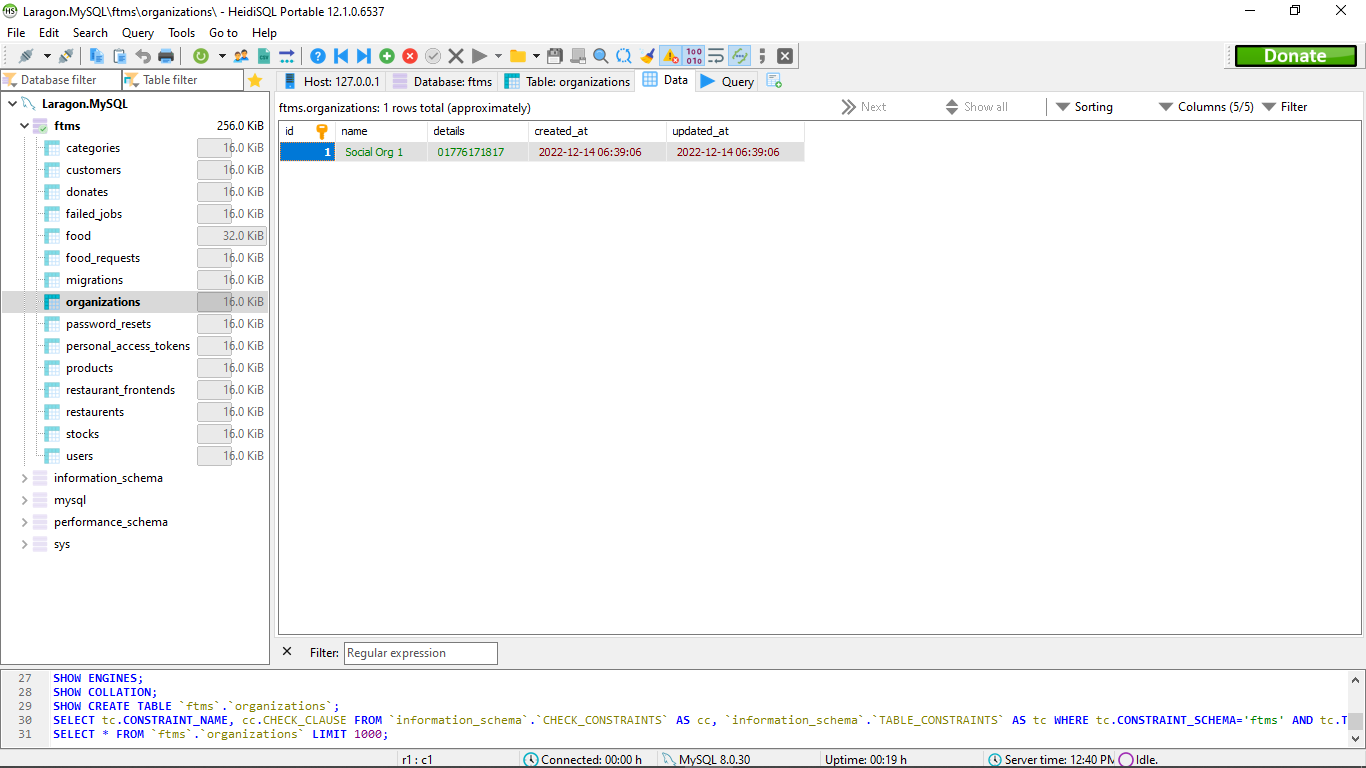 Laragon.MySQL\ftms\organizations\ - HeidiSQL Portable 12.1.0.6537
File Edit Search Query Tools Go to Help
Donate
Database filter Table filter
Host: 127.0.0.1 Database: ftms Table: organizations Data Query
Laragon.MySQL
ftms 256.0 KiB
categories 16.0 KiB
customers 16.0 KiB
donates 16.0 KiB
failed_jobs 16.0 KiB
food 32.0 KiB
food_requests 16.0 KiB
migrations 16.0 KiB
organizations 16.0 KiB
password_resets 16.0 KiB
personal_access_tokens 16.0 KiB
products 16.0 KiB
restaurant_frontends 16.0 KiB
restaurents 16.0 KiB
stocks 16.0 KiB
users 16.0 KiB
information_schema
mysql
performance_schema
sys
ftms.organizations: 1 rows total (approximately) Next Show all Sorting Columns (5/5) Filter
id name details created_at updated_at
1 Social Org 1 01776171817 2022-12-14 06:39:06 2022-12-14 06:39:06
Filter: Regular expression
27 SHOW ENGINES;
28 SHOW COLLATION;
29 SHOW CREATE TABLE `ftms`.`organizations`;
30 SELECT tc.CONSTRAINT_NAME, cc.CHECK_CLAUSE FROM `information_schema`.`CHECK_CONSTRAINTS` AS cc, `information_schema`.`TABLE_CONSTRAINTS` AS tc WHERE tc.CONSTRAINT_SCHEMA='ftms' AND tc.T
31 SELECT * FROM `ftms`.`organizations` LIMIT 1000;
r1 : c1 Connected: 00:00 h MySQL 8.0.30 Uptime: 00:19 h Server time: 12:40 PM Idle.